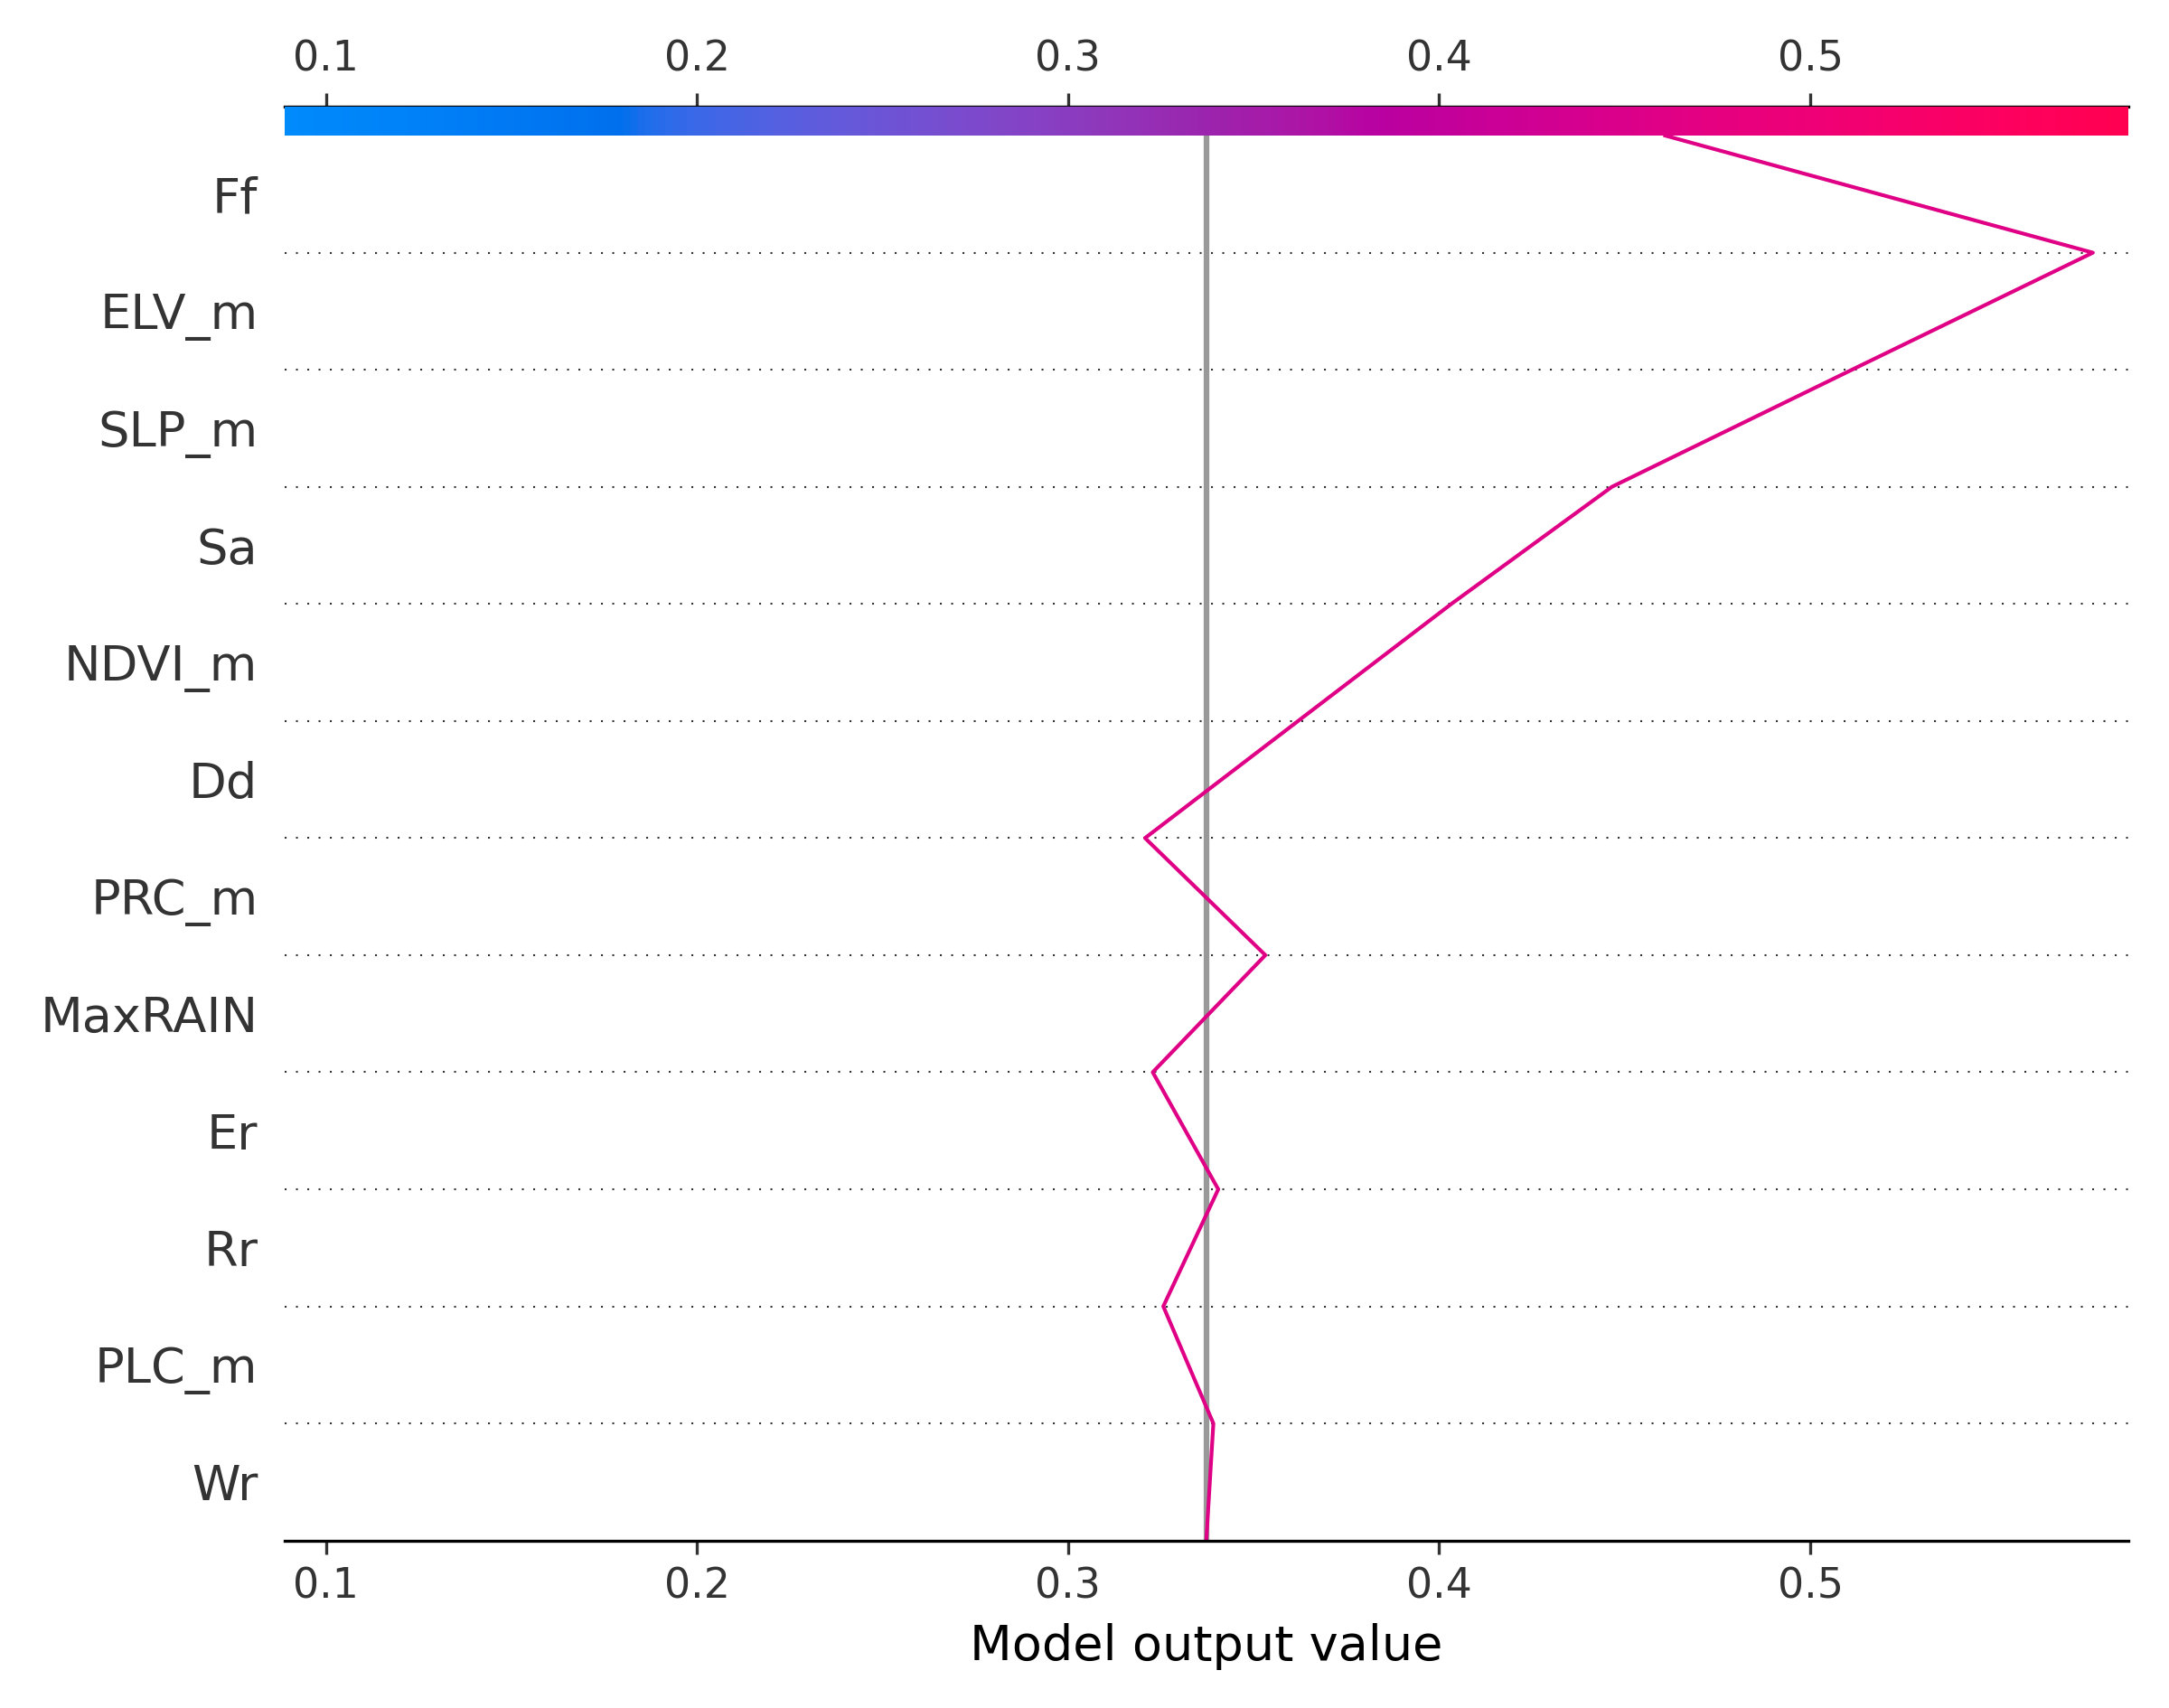 0.1 0.2 0.3 0.4 0.5
Ff
ELV_m
SLP_m
Sa
NDVI_m
Dd
PRC_m
MaxRAIN
Er
Rr
PLC_m
Wr
0.1 0.2 0.3 0.4 0.5
Model output value